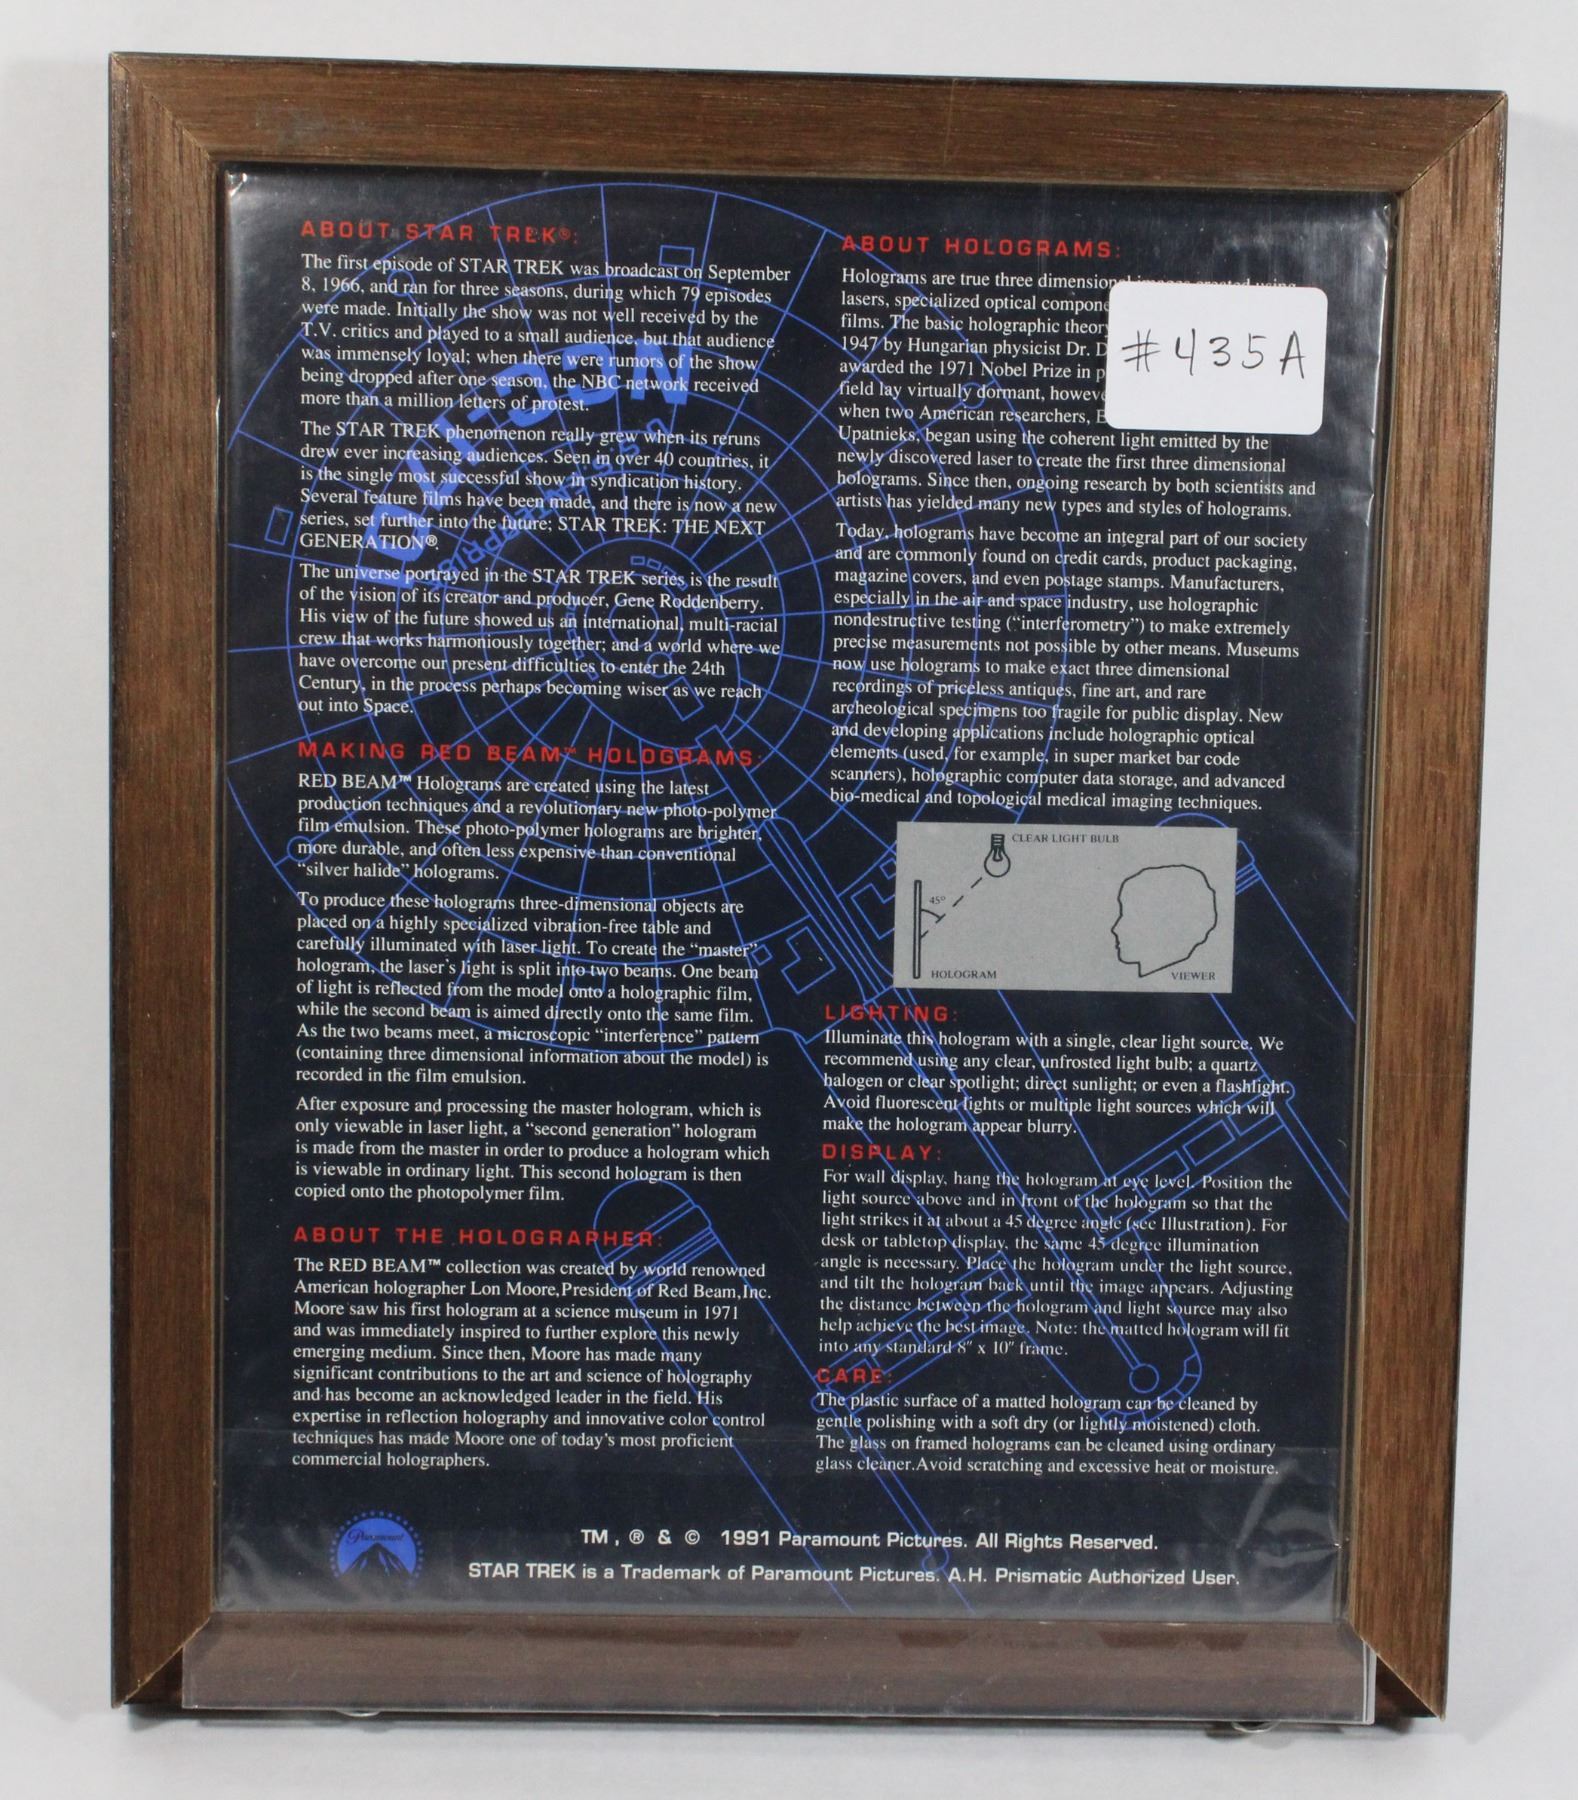 ABOUT STAR TREK®:
The first episode of STAR TREK was broadcast on September
8, 1966, and ran for three seasons, during which 79 episodes
were made. Initially the show was not well received by the
T.V. critics and played to a small audience, but that audience
was immensely loyal; when there were rumors of the show
being dropped after one season, the NBC network received
more than a million letters of protest.
The STAR TREK phenomenon really grew when its reruns
drew ever increasing audiences. Seen in over 40 countries, it
is the single most successful show in syndication history.
Several feature films have been made, and there is now a new
series, set further into the future; STAR TREK: THE NEXT
GENERATION®.
The universe portrayed in the STAR TREK series is the result
of the vision of its creator and producer, Gene Roddenberry.
His view of the future showed us an international, multi-racial
crew that works harmoniously together; and a world where we
have overcome our present difficulties to enter the 24th
Century, in the process perhaps becoming wiser as we reach
out into Space.
MAKING RED BEAM™ HOLOGRAMS:
RED BEAM™ Holograms are created using the latest
production techniques and a revolutionary new photo-polymer
film emulsion. These photo-polymer holograms are brighter,
more durable, and often less expensive than conventional
“silver halide” holograms.
To produce these holograms three-dimensional objects are
placed on a highly specialized vibration-free table and
carefully illuminated with laser light. To create the “master”
hologram, the laser's light is split into two beams. One beam
of light is reflected from the model onto a holographic film,
while the second beam is aimed directly onto the same film.
As the two beams meet, a microscopic “interference” pattern
(containing three dimensional information about the model) is
recorded in the film emulsion.
After exposure and processing the master hologram, which is
only viewable in laser light, a “second generation” hologram
is made from the master in order to produce a hologram which
is viewable in ordinary light. This second hologram is then
copied onto the photopolymer film.
ABOUT THE HOLOGRAPHER:
The RED BEAM™ collection was created by world renowned
American holographer Lon Moore, President of Red Beam, Inc.
Moore saw his first hologram at a science museum in 1971
and was immediately inspired to further explore this newly
emerging medium. Since then, Moore has made many
significant contributions to the art and science of holography
and has become an acknowledged leader in the field. His
expertise in reflection holography and innovative color control
techniques has made Moore one of today's most proficient
commercial holographers.
ABOUT HOLOGRAMS:
Holograms are true three dimension
lasers, specialized optical compone
films. The basic holographic theor
1947 by Hungarian physicist Dr. D
awarded the 1971 Nobel Prize in p
field lay virtually dormant, howeve
when two American researchers, E
Upatnieks, began using the coherent light emitted by the
newly discovered laser to create the first three dimensional
holograms. Since then, ongoing research by both scientists and
artists has yielded many new types and styles of holograms.
#435A
Today, holograms have become an integral part of our society
and are commonly found on credit cards, product packaging,
magazine covers, and even postage stamps. Manufacturers,
especially in the air and space industry, use holographic
nondestructive testing (“interferometry”) to make extremely
precise measurements not possible by other means. Museums
now use holograms to make exact three dimensional
recordings of priceless antiques, fine art, and rare
archeological specimens too fragile for public display. New
and developing applications include holographic optical
elements (used, for example, in super market bar code
scanners), holographic computer data storage, and advanced
bio-medical and topological medical imaging techniques.
CLEAR LIGHT BULB
45°
HOLOGRAM
VIEWER
LIGHTING:
Illuminate this hologram with a single, clear light source. We
recommend using any clear, unfrosted light bulb; a quartz
halogen or clear spotlight; direct sunlight; or even a flashlight.
Avoid fluorescent lights or multiple light sources which will
make the hologram appear blurry.
DISPLAY:
For wall display, hang the hologram at eye level. Position the
light source above and in front of the hologram so that the
light strikes it at about a 45 degree angle (see Illustration). For
desk or tabletop display, the same 45 degree illumination
angle is necessary. Place the hologram under the light source,
and tilt the hologram back until the image appears. Adjusting
the distance between the hologram and light source may also
help achieve the best image. Note: the matted hologram will fit
into any standard 8″ x 10″ frame.
CARE:
The plastic surface of a matted hologram can be cleaned by
gentle polishing with a soft dry (or lightly moistened) cloth.
The glass on framed holograms can be cleaned using ordinary
glass cleaner. Avoid scratching and excessive heat or moisture.
Paramount
TM, ® & © 1991 Paramount Pictures. All Rights Reserved.
STAR TREK is a Trademark of Paramount Pictures. A.H. Prismatic Authorized User.